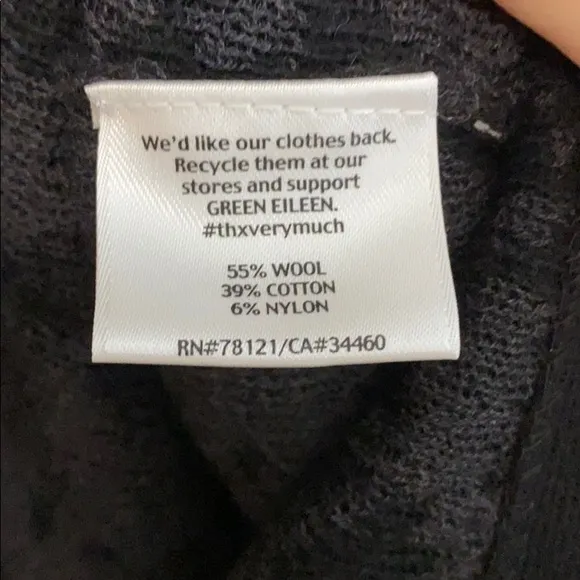 We'd like our clothes back.
Recycle them at our
stores and support
GREEN EILEEN.
#thxverymuch
55% WOOL
39% COTTON
6% NYLON
RN#78121/CA#34460